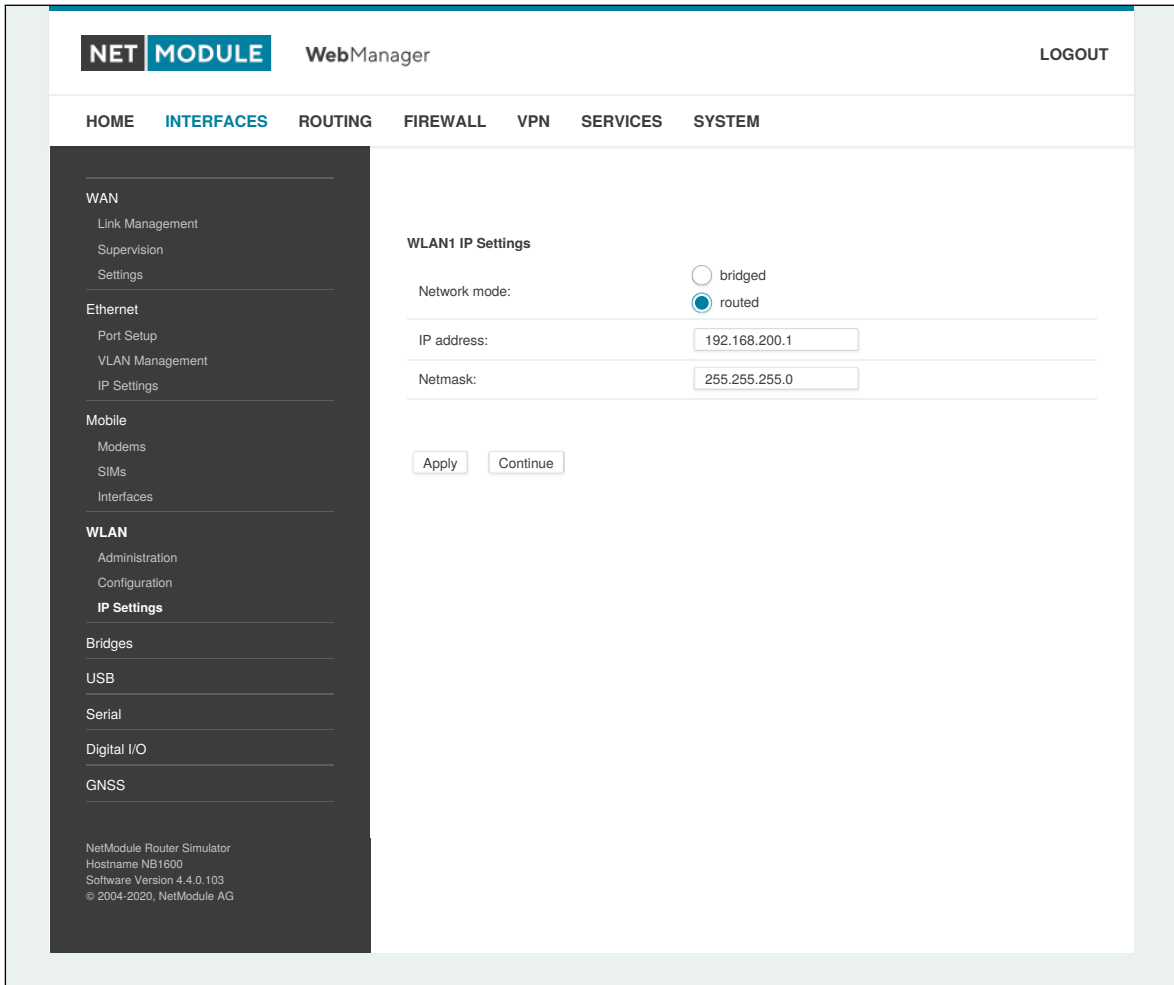 NET MODULE WebManager LOGOUT
HOME INTERFACES ROUTING FIREWALL VPN SERVICES SYSTEM
WAN
Link Management
Supervision
Settings
Ethernet
Port Setup
VLAN Management
IP Settings
Mobile
Modems
SIMs
Interfaces
WLAN
Administration
Configuration
IP Settings
Bridges
USB
Serial
Digital I/O
GNSS
NetModule Router Simulator
Hostname NB1600
Software Version 4.4.0.103
© 2004-2020, NetModule AG
WLAN1 IP Settings
Network mode:
bridged
routed
IP address: 192.168.200.1
Netmask: 255.255.255.0
Apply Continue